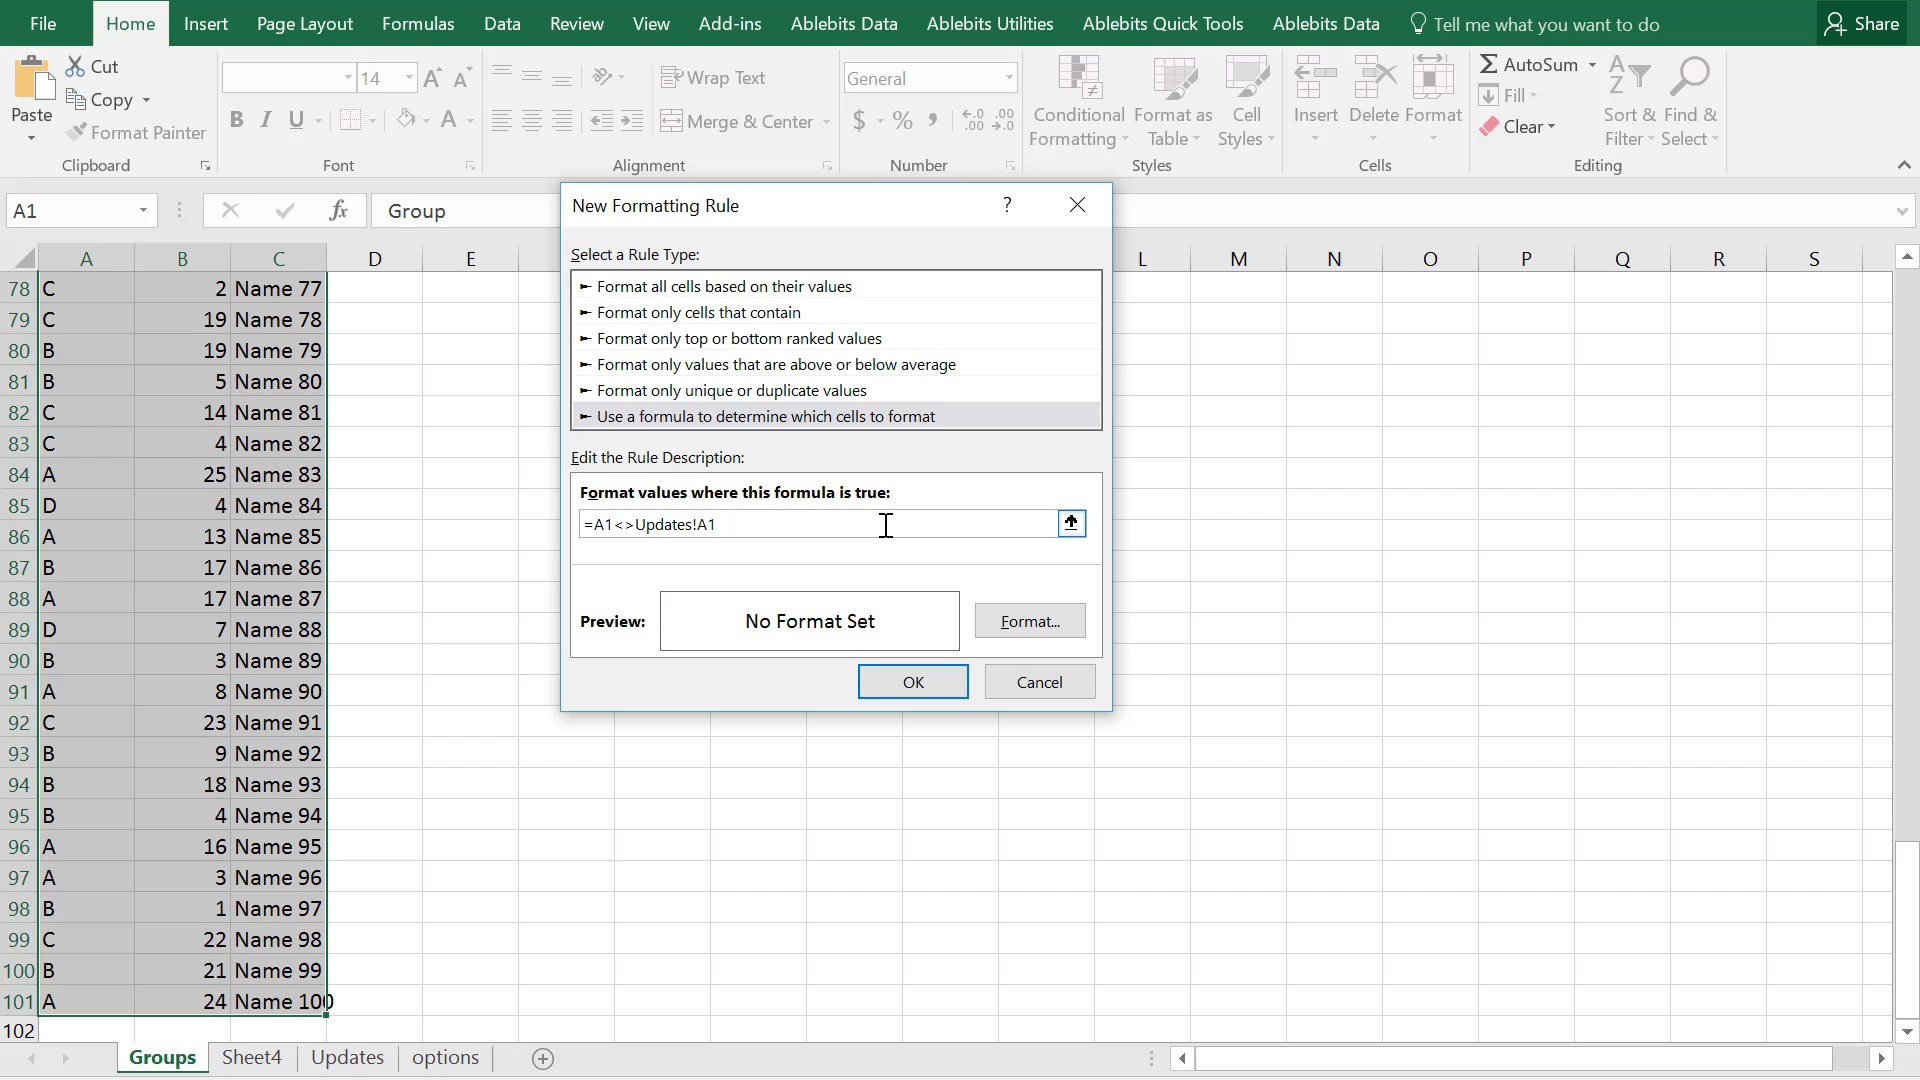 File Home Insert Page Layout Formulas Data Review View Add-ins Ablebits Data Ablebits Utilities Ablebits Quick Tools Ablebits Data Tell me what you want to do Share
Paste
Cut
Copy
Format Painter
Clipboard
14 A A
B I U A
Font
Wrap Text
Merge & Center
Alignment
General
$ % , .00 .0
Number
Conditional Formatting
Format as Table
Cell Styles
Styles
Insert Delete Format
Cells
AutoSum
Fill
Clear
Sort & Filter
Find & Select
Editing
A1 fx Group
New Formatting Rule ?
Select a Rule Type:
► Format all cells based on their values
► Format only cells that contain
► Format only top or bottom ranked values
► Format only values that are above or below average
► Format only unique or duplicate values
► Use a formula to determine which cells to format
Edit the Rule Description:
Format values where this formula is true:
=A1<>Updates!A1
Preview: No Format Set Format...
OK Cancel
A B C D E L M N O P Q R S
78 C 2 Name 77
79 C 19 Name 78
80 B 19 Name 79
81 B 5 Name 80
82 C 14 Name 81
83 C 4 Name 82
84 A 25 Name 83
85 D 4 Name 84
86 A 13 Name 85
87 B 17 Name 86
88 A 17 Name 87
89 D 7 Name 88
90 B 3 Name 89
91 A 8 Name 90
92 C 23 Name 91
93 B 9 Name 92
94 B 18 Name 93
95 B 4 Name 94
96 A 16 Name 95
97 A 3 Name 96
98 B 1 Name 97
99 C 22 Name 98
100 B 21 Name 99
101 A 24 Name 100
102
Groups Sheet4 Updates options